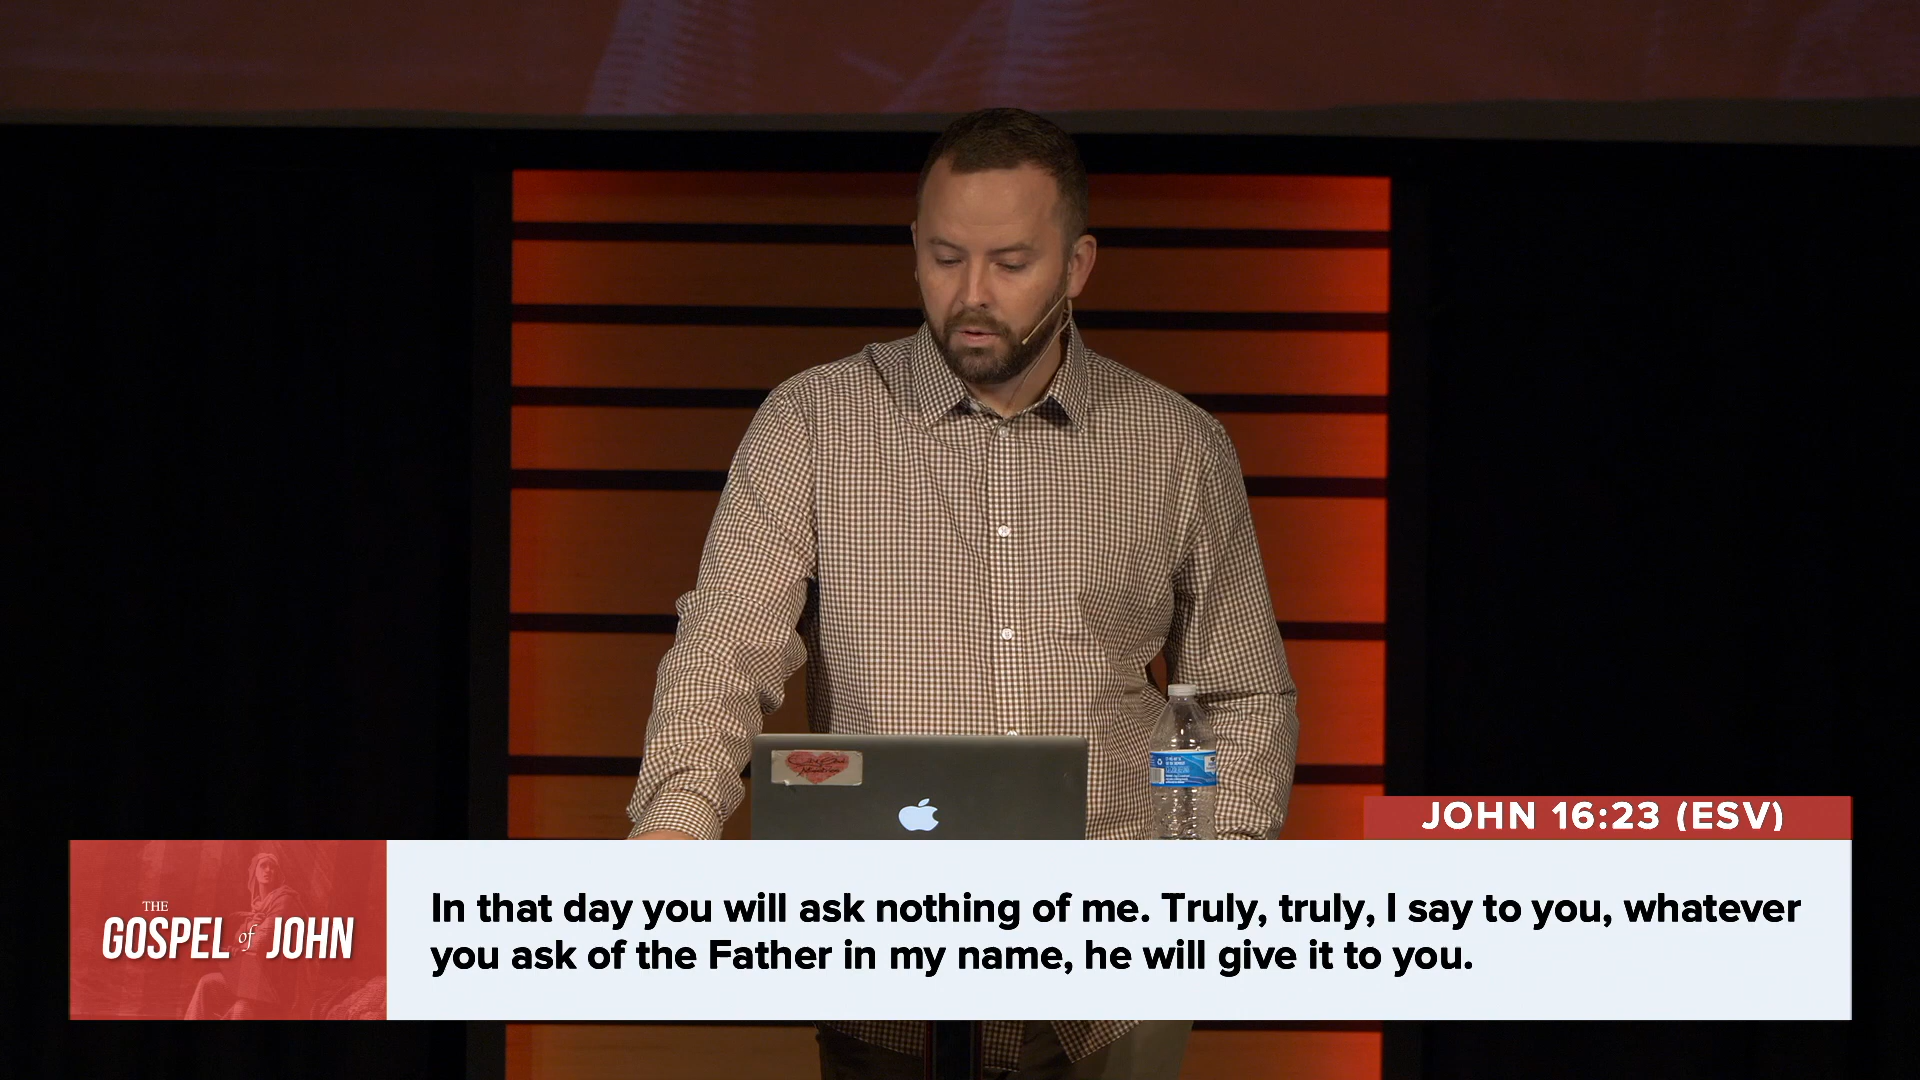 JOHN 16:23 (ESV)
THE
GOSPEL of JOHN
In that day you will ask nothing of me. Truly, truly, I say to you, whatever
you ask of the Father in my name, he will give it to you.